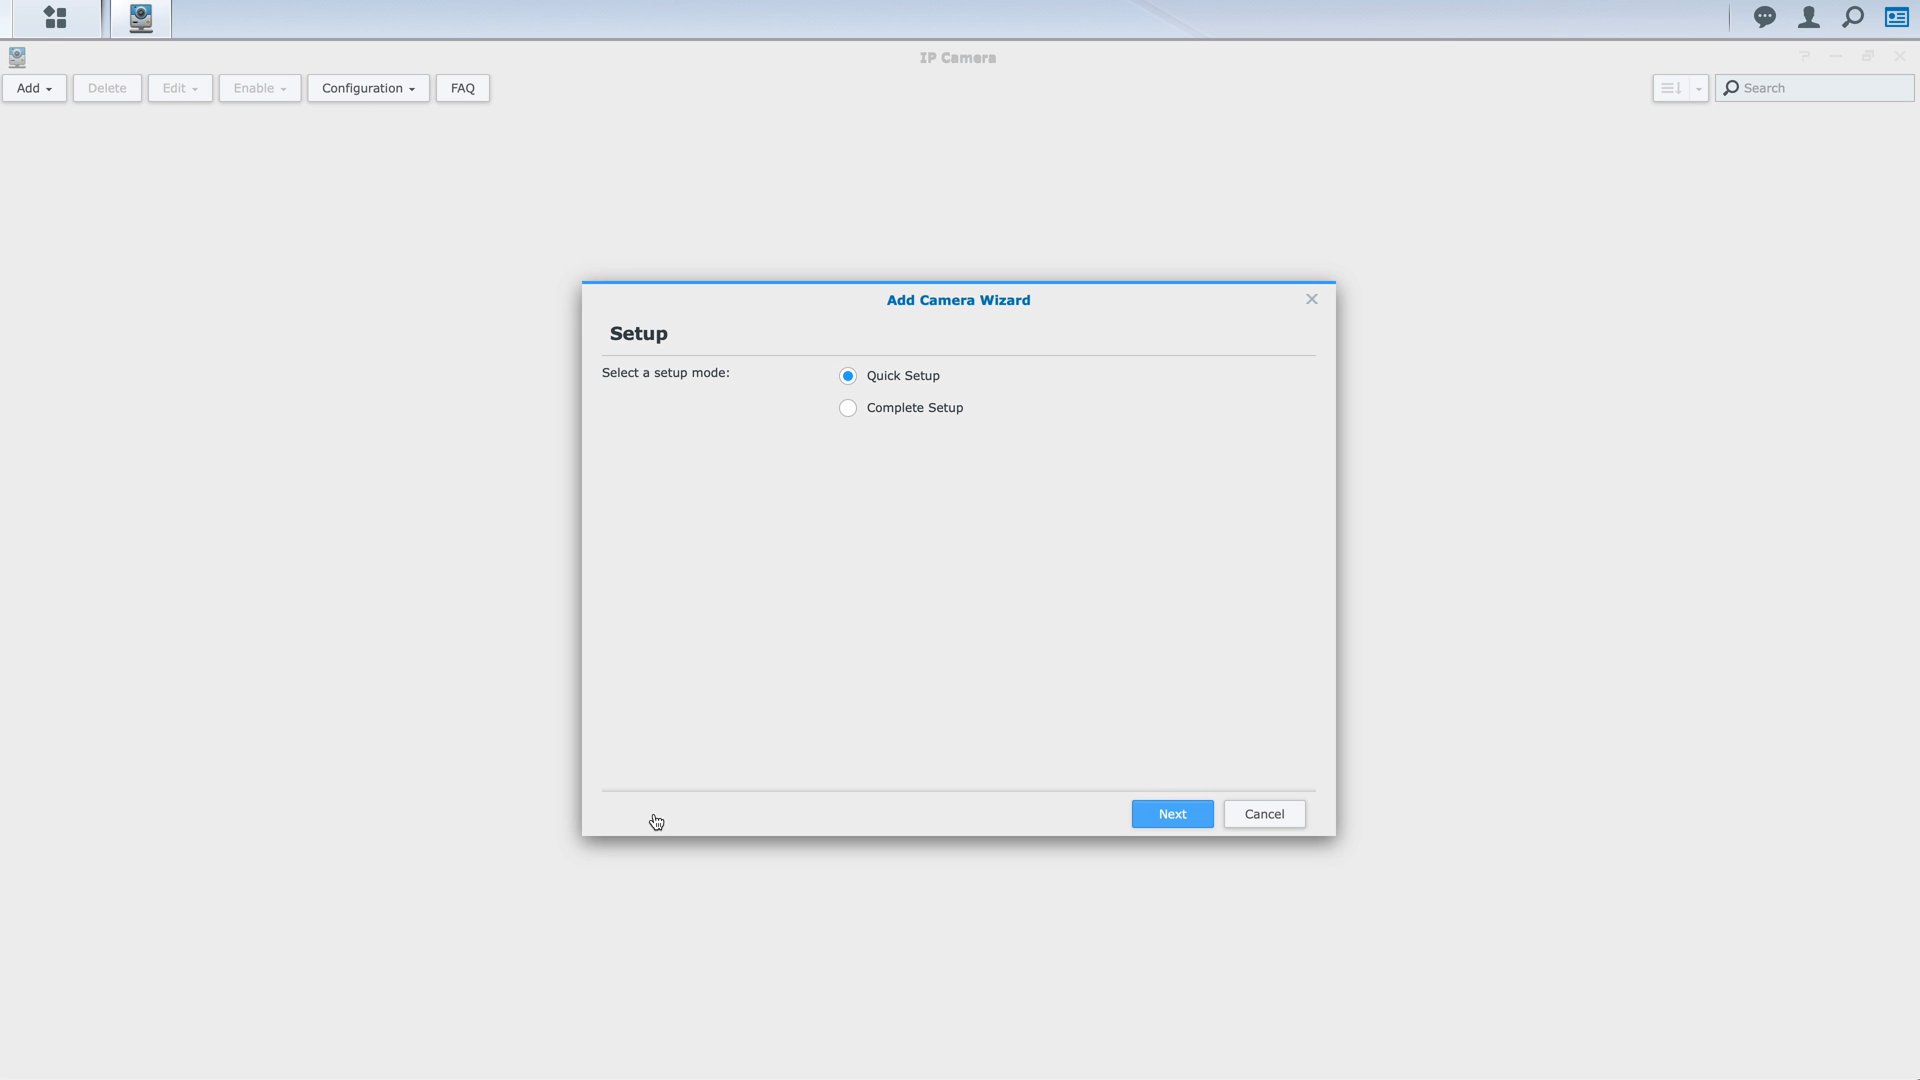 IP Camera
Add Delete Edit Enable Configuration FAQ Search
Add Camera Wizard
Setup
Select a setup mode: Quick Setup
Complete Setup
Next Cancel